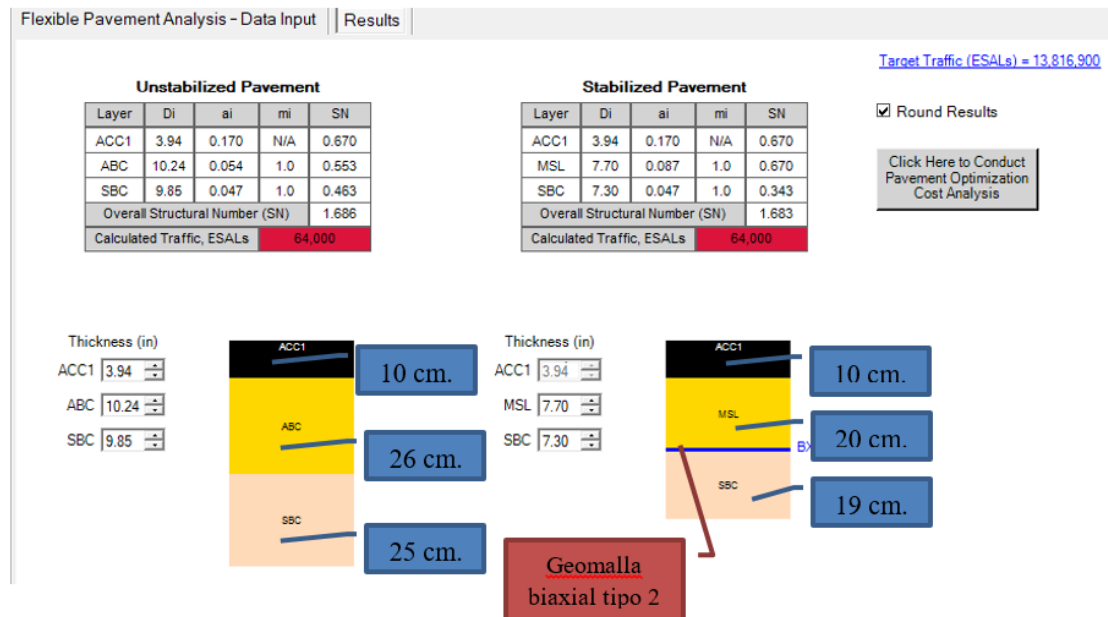 Flexible Pavement Analysis – Data Input Results
Target Traffic (ESALs) = 13,816,900
Unstabilized Pavement
Layer Di ai mi SN
ACC1 3.94 0.170 N/A 0.670
ABC 10.24 0.054 1.0 0.553
SBC 9.85 0.047 1.0 0.463
Overall Structural Number (SN) 1.686
Calculated Traffic, ESALs 64,000
Stabilized Pavement
Layer Di ai mi SN
ACC1 3.94 0.170 N/A 0.670
MSL 7.70 0.087 1.0 0.670
SBC 7.30 0.047 1.0 0.343
Overall Structural Number (SN) 1.683
Calculated Traffic, ESALs 64,000
Round Results
Click Here to Conduct
Pavement Optimization
Cost Analysis
Thickness (in)
ACC1 3.94
ABC 10.24
SBC 9.85
ACC1
ABC
SBC
10 cm.
26 cm.
25 cm.
Thickness (in)
ACC1 3.94
MSL 7.70
SBC 7.30
ACC1
MSL
SBC
10 cm.
20 cm.
19 cm.
Geomalla
biaxial tipo 2